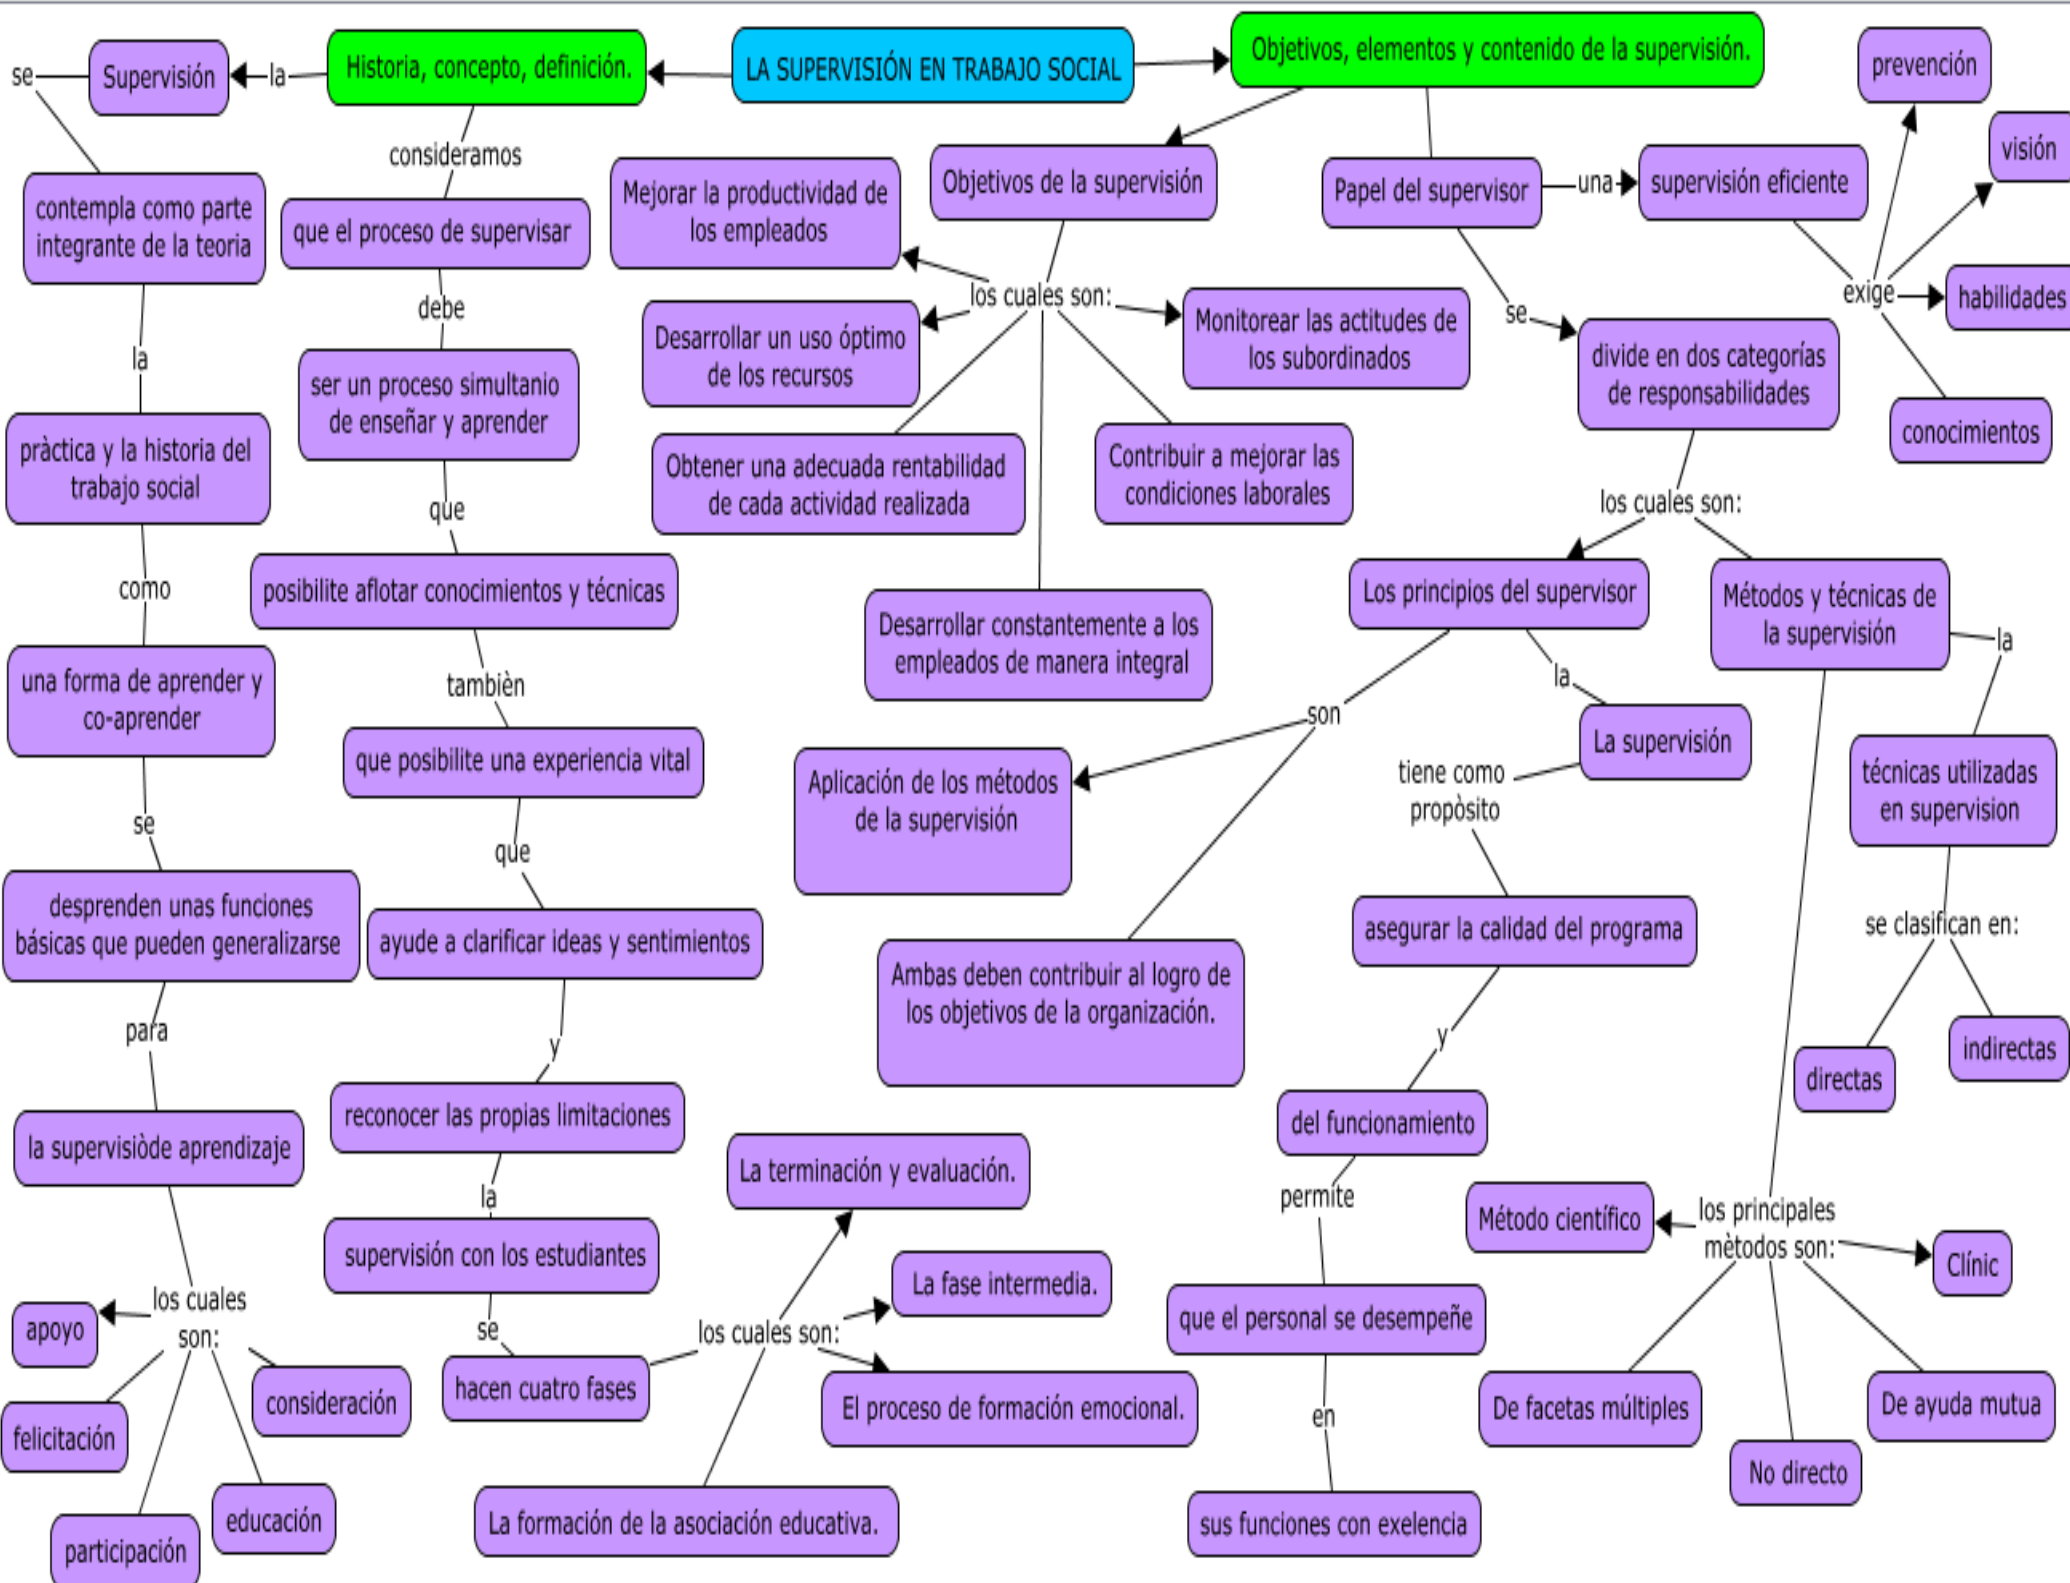 LA SUPERVISIÓN EN TRABAJO SOCIAL
Historia, concepto, definición.
la
Supervisión
se
contempla como parte
integrante de la teoria
la
pràctica y la historia del
trabajo social
como
una forma de aprender y
co-aprender
se
desprenden unas funciones
básicas que pueden generalizarse
para
la supervisiòde aprendizaje
los cuales
son:
apoyo
felicitación
participación
educación
consideración
consideramos
que el proceso de supervisar
debe
ser un proceso simultanio
de enseñar y aprender
que
posibilite aflotar conocimientos y técnicas
tambièn
que posibilite una experiencia vital
que
ayude a clarificar ideas y sentimientos
y
reconocer las propias limitaciones
la
supervisión con los estudiantes
se
hacen cuatro fases
los cuales son:
La terminación y evaluación.
La fase intermedia.
El proceso de formación emocional.
La formación de la asociación educativa.
Objetivos, elementos y contenido de la supervisión.
Objetivos de la supervisión
los cuales son:
Mejorar la productividad de
los empleados
Desarrollar un uso óptimo
de los recursos
Obtener una adecuada rentabilidad
de cada actividad realizada
Desarrollar constantemente a los
empleados de manera integral
Contribuir a mejorar las
condiciones laborales
Monitorear las actitudes de
los subordinados
Papel del supervisor
una
supervisión eficiente
exige
prevención
visión
habilidades
conocimientos
se
divide en dos categorías
de responsabilidades
los cuales son:
Los principios del supervisor
son
Aplicación de los métodos
de la supervisión
Ambas deben contribuir al logro de
los objetivos de la organización.
la
La supervisión
tiene como
propòsito
asegurar la calidad del programa
y
del funcionamiento
permite
que el personal se desempeñe
en
sus funciones con exelencia
Métodos y técnicas de
la supervisión
la
técnicas utilizadas
en supervision
se clasifican en:
directas
indirectas
los principales
mètodos son:
Método científico
Clínic
De facetas múltiples
No directo
De ayuda mutua